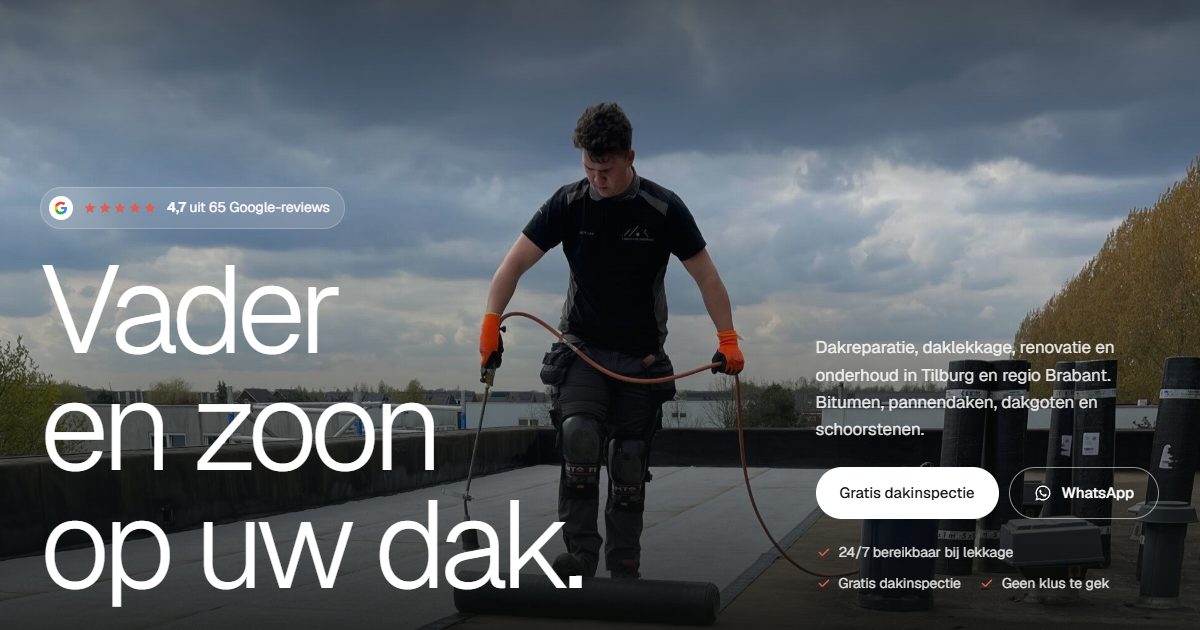 4,7 uit 65 Google-reviews
Vader
en zoon
op uw dak.
Dakreparatie, daklekkage, renovatie en
onderhoud in Tilburg en regio Brabant.
Bitumen, pannendaken, dakgoten en
schoorstenen.
Gratis dakinspectie
WhatsApp
24/7 bereikbaar bij lekkage
Gratis dakinspectie
Geen klus te gek